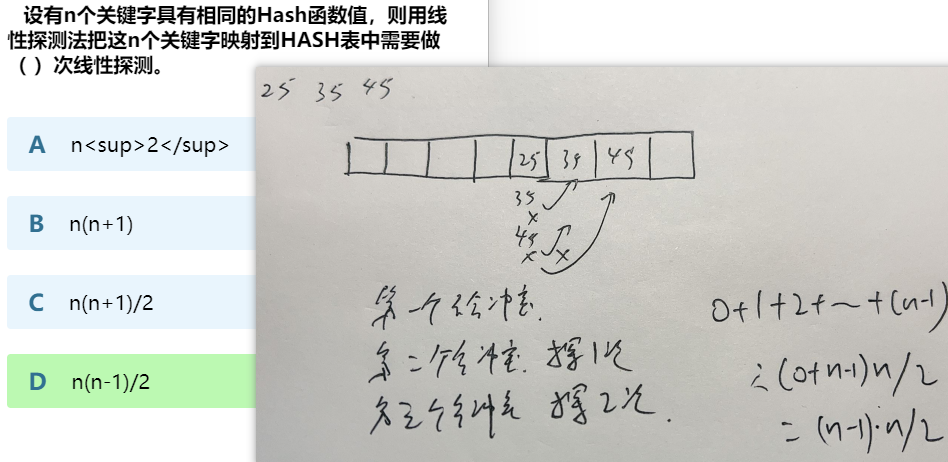 设有n个关键字具有相同的Hash函数值，则用线
性探测法把这n个关键字映射到HASH表中需要做
（ ）次线性探测。
A n<sup>2</sup>
B n(n+1)
C n(n+1)/2
D n(n-1)/2
25 35 45
25 35 45
35
×
45
× ×
第一个不会冲突.
第二个会冲突. 探1次
第三个会冲突 探2次.
0+1+2+~+(n-1)
∴(0+n-1)n/2
=(n-1)·n/2